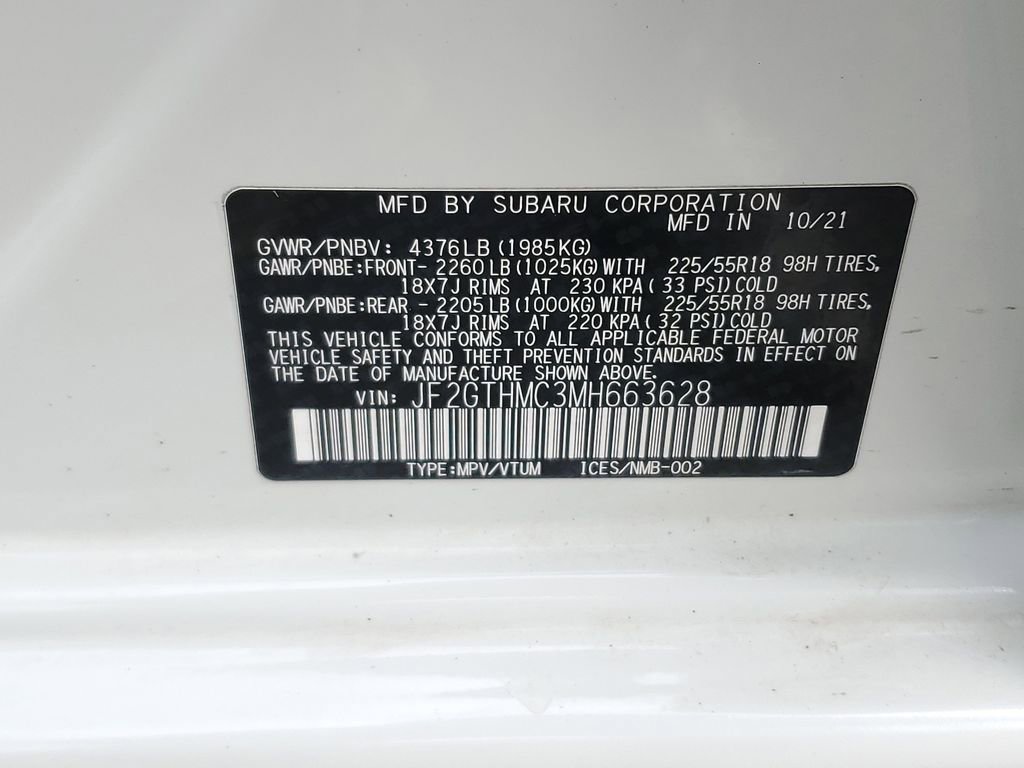 MFD BY SUBARU CORPORATION
MFD IN 10/21
GVWR/PNBV: 4376LB (1985KG)
GAWR/PNBE:FRONT- 2260LB (1025KG) WITH 225/55R18 98H TIRES,
18X7J RIMS AT 230 KPA ( 33 PSI) COLD
GAWR/PNBE:REAR - 2205LB (1000KG) WITH 225/55R18 98H TIRES,
18X7J RIMS AT 220 KPA ( 32 PSI) COLD
THIS VEHICLE CONFORMS TO ALL APPLICABLE FEDERAL MOTOR
VEHICLE SAFETY AND THEFT PREVENTION STANDARDS IN EFFECT ON
THE DATE OF MANUFACTURE SHOWN ABOVE.
VIN: JF2GTHMC3MH663628
TYPE:MPV/VTUM ICES/NMB-002